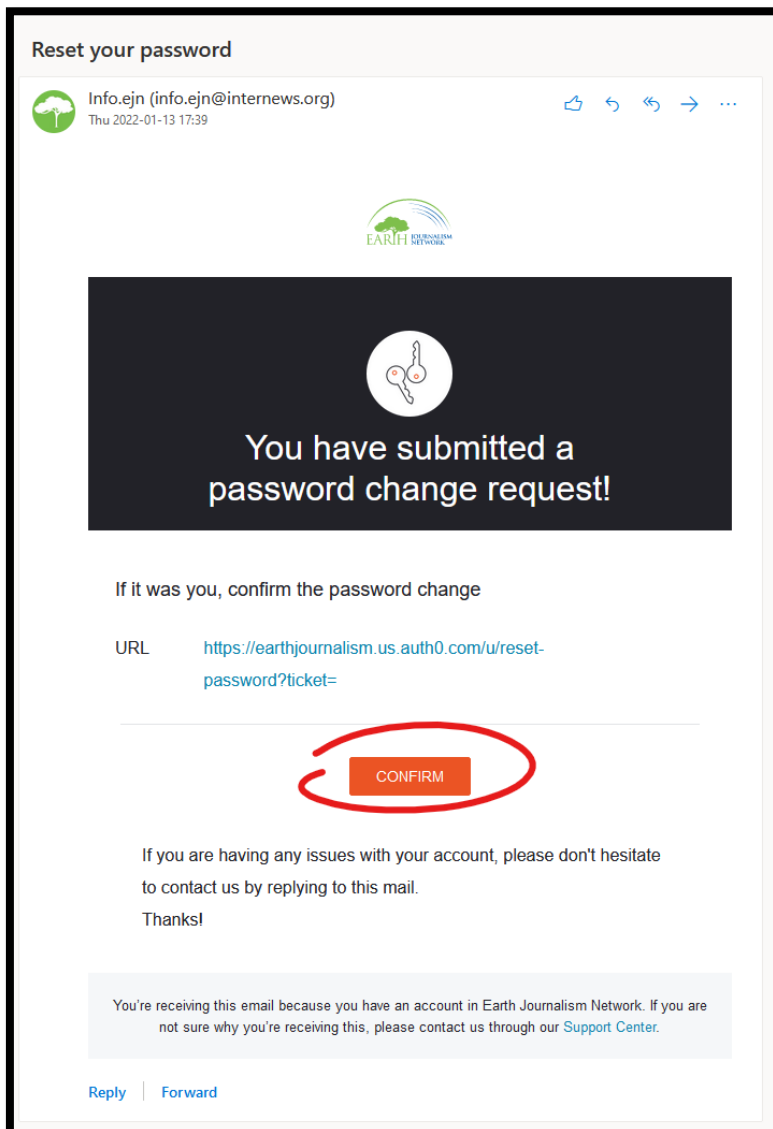 Reset your password
Info.ejn (info.ejn@internews.org)
Thu 2022-01-13 17:39
EARTH JOURNALISM NETWORK
You have submitted a
password change request!
If it was you, confirm the password change
URL https://earthjournalism.us.auth0.com/u/reset-
password?ticket=
CONFIRM
If you are having any issues with your account, please don't hesitate
to contact us by replying to this mail.
Thanks!
You're receiving this email because you have an account in Earth Journalism Network. If you are
not sure why you're receiving this, please contact us through our Support Center.
Reply Forward